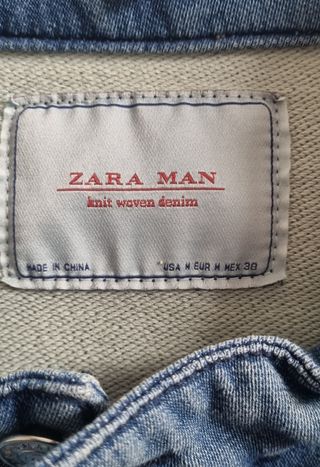 ZARA MAN
knit woven denim
MADE IN CHINA
USA M EUR M MEX 38